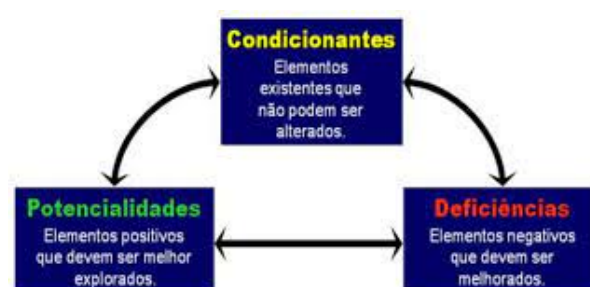 Condicionantes
Elementos
existentes que
não podem ser
alterados.
Potencialidades
Elementos positivos
que devem ser melhor
explorados.
Deficiências
Elementos negativos
que devem ser
melhorados.